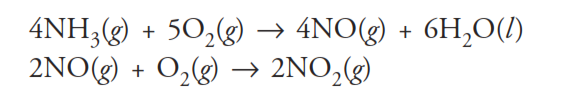 4NH₃(g) + 5O₂(g) → 4NO(g) + 6H₂O(l)
2NO(g) + O₂(g) → 2NO₂(g)